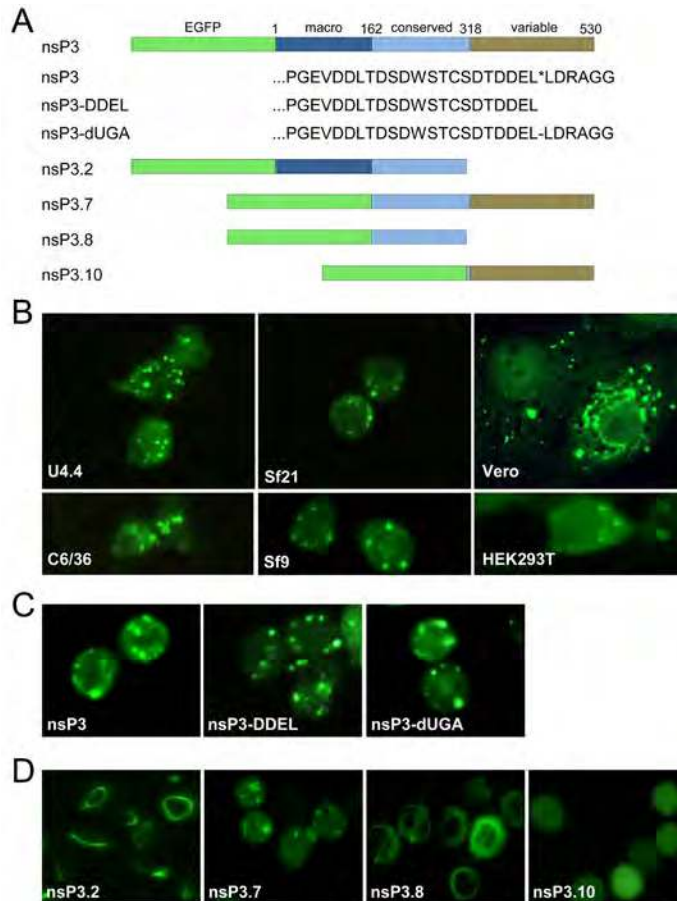 A
EGFP 1 macro 162 conserved 318 variable 530
nsP3
nsP3 ...PGEVDDLTDSDWSTCSDTDDEL*LDRAGG
nsP3-DDEL ...PGEVDDLTDSDWSTCSDTDDEL
nsP3-dUGA ...PGEVDDLTDSDWSTCSDTDDEL-LDRAGG
nsP3.2
nsP3.7
nsP3.8
nsP3.10
B
U4.4 Sf21 Vero
C6/36 Sf9 HEK293T
C
nsP3 nsP3-DDEL nsP3-dUGA
D
nsP3.2 nsP3.7 nsP3.8 nsP3.10